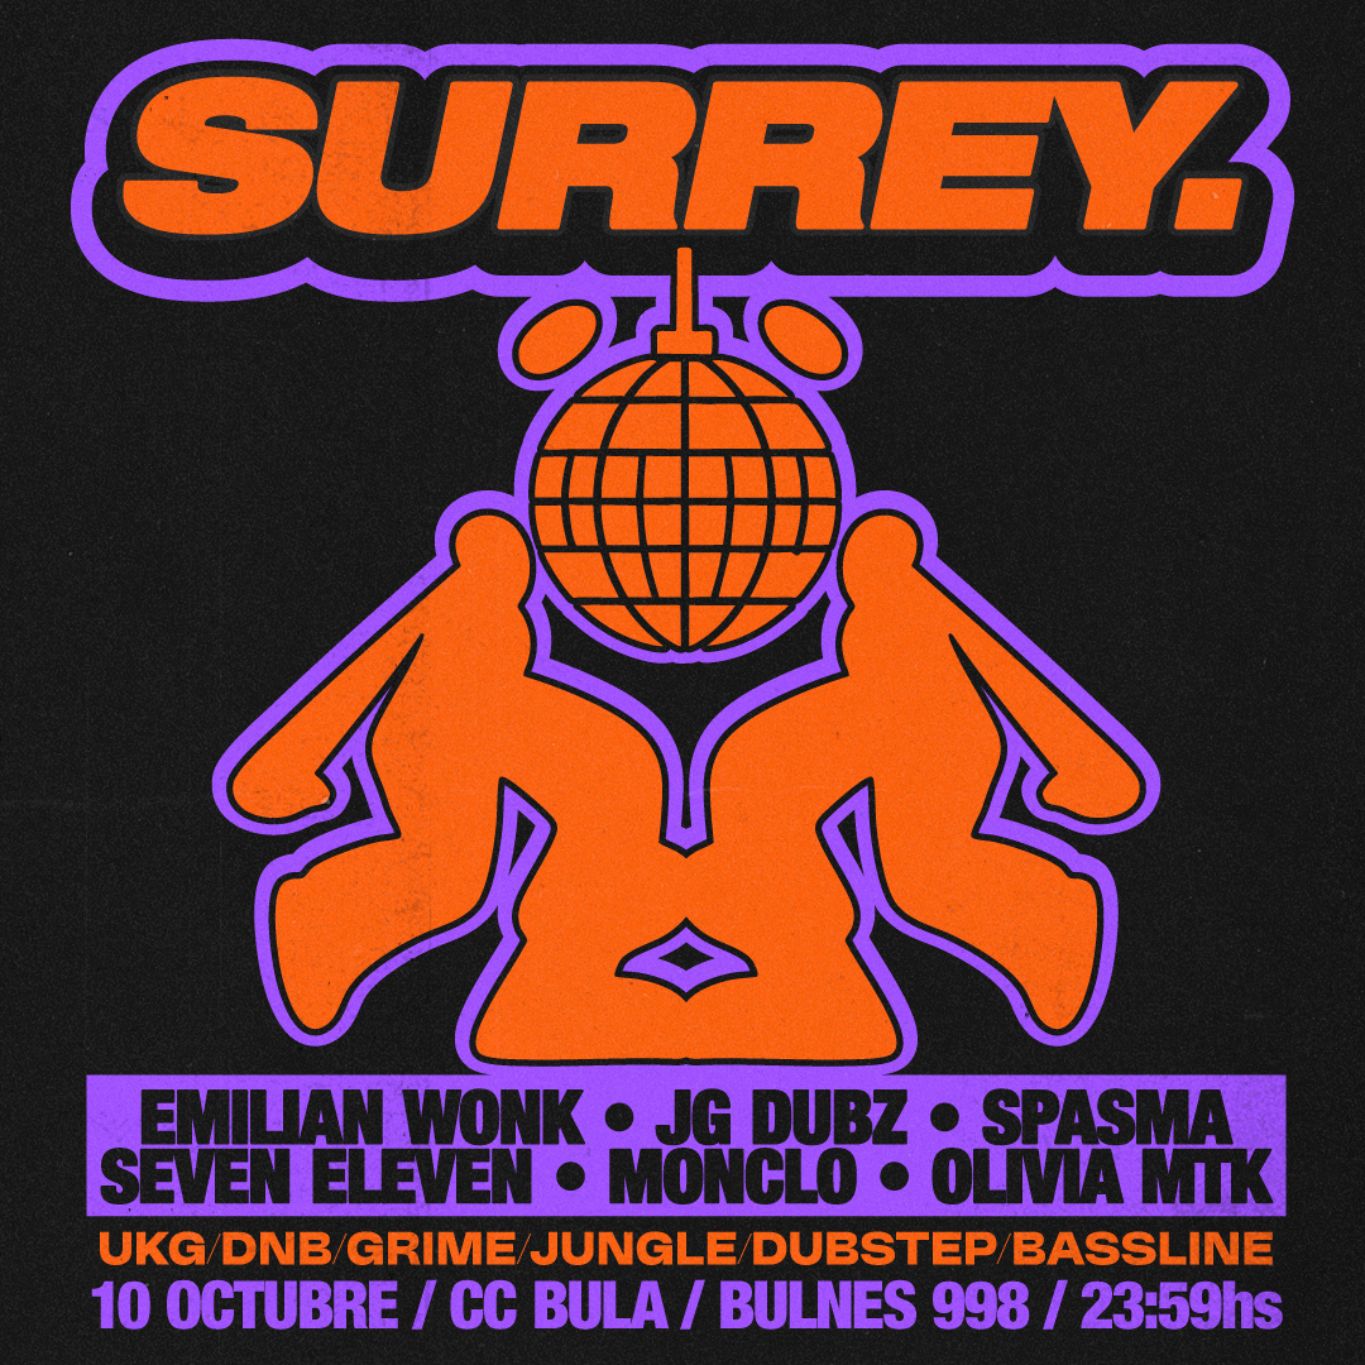 SURREY.
EMILIAN WONK • JG DUBZ • SPASMA
SEVEN ELEVEN • MONCLO • OLIVIA MTK
UKG/DNB/GRIME/JUNGLE/DUBSTEP/BASSLINE
10 OCTUBRE / CC BULA / BULNES 998 / 23:59hs